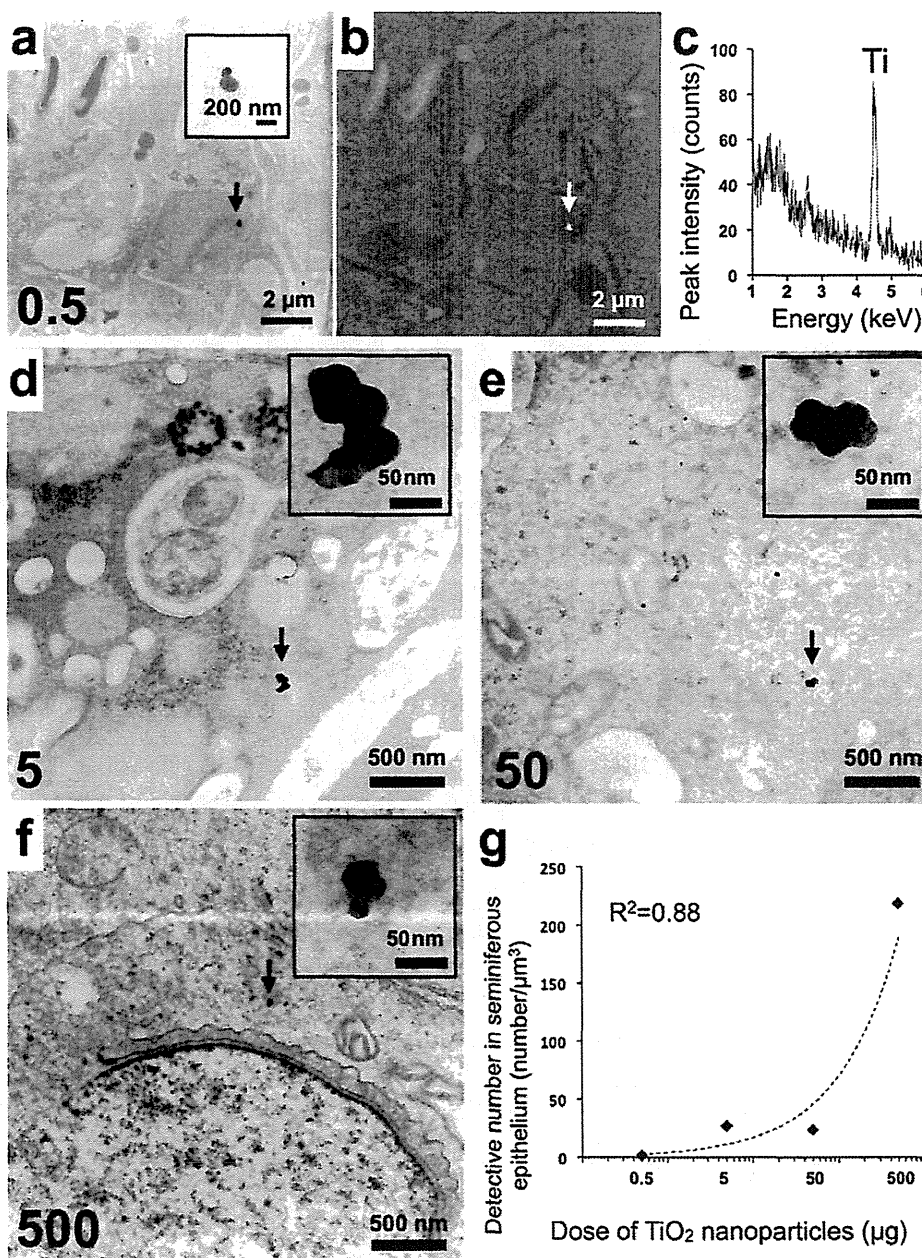 a
200 nm
2 µm
0.5
b
2 µm
c
Peak intensity (counts)
100
80
60
40
20
0
Ti
1 2 3 4 5
Energy (keV)
d
50nm
500 nm
5
e
50nm
500 nm
50
f
50nm
500 nm
500
g
Detective number in seminiferous
epithelium (number/µm³)
250
200
150
100
50
0
R²=0.88
0.5 5 50 500
Dose of TiO₂ nanoparticles (µg)